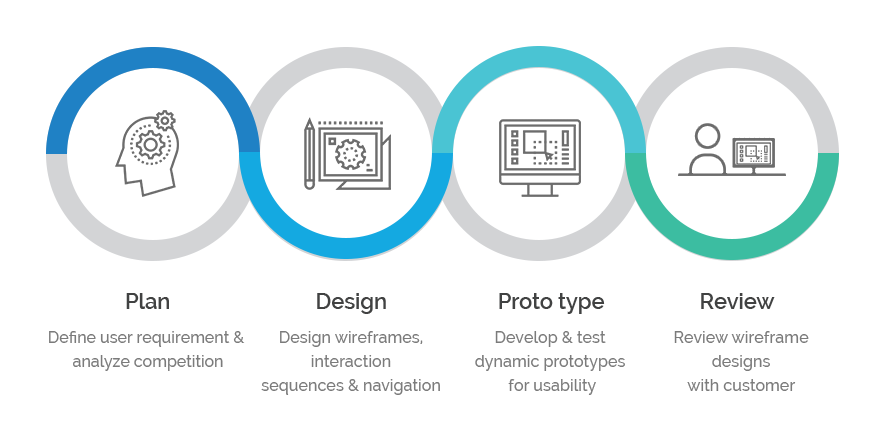 Plan
Define user requirement &
analyze competition
Design
Design wireframes,
interaction
sequences & navigation
Proto type
Develop & test
dynamic prototypes
for usability
Review
Review wireframe
designs
with customer